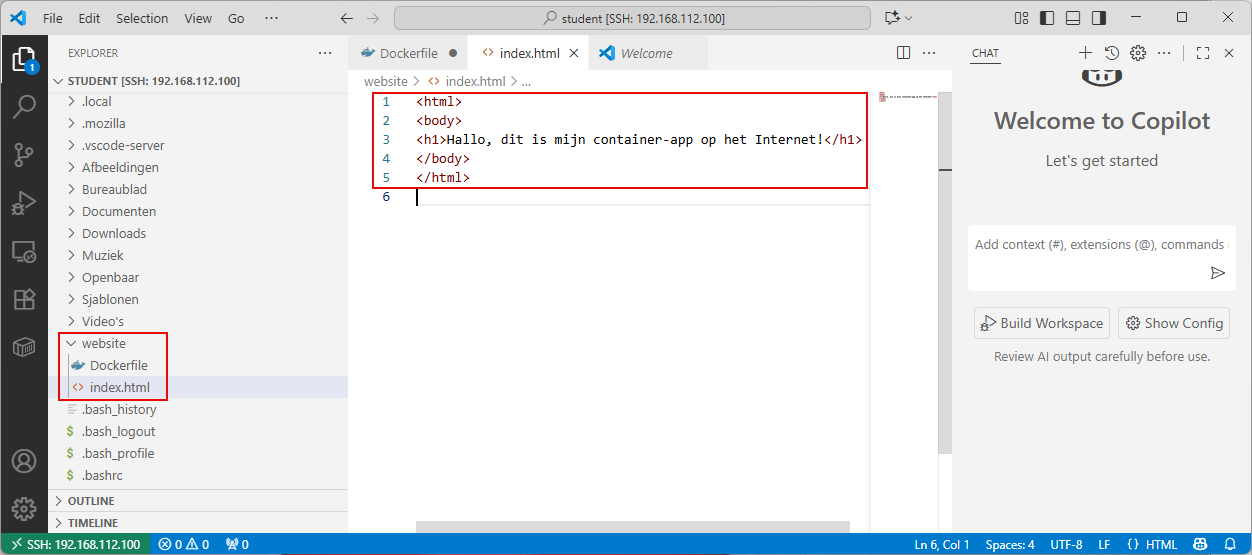 File Edit Selection View Go ··· student [SSH: 192.168.112.100]
EXPLORER ···
STUDENT [SSH: 192.168.112.100]
.local
.mozilla
.vscode-server
Afbeeldingen
Bureaublad
Documenten
Downloads
Muziek
Openbaar
Sjablonen
Video's
website
Dockerfile
index.html
.bash_history
$ .bash_logout
$ .bash_profile
$ .bashrc
OUTLINE
TIMELINE
1
Dockerfile ● index.html × Welcome ···
website > index.html > ...
1 <html>
2 <body>
3 <h1>Hallo, dit is mijn container-app op het Internet!</h1>
4 </body>
5 </html>
6
CHAT ···
Welcome to Copilot
Let's get started
Add context (#), extensions (@), commands
Build Workspace Show Config
Review AI output carefully before use.
SSH: 192.168.112.100 0 0 0 Ln 6, Col 1 Spaces: 4 UTF-8 LF {} HTML